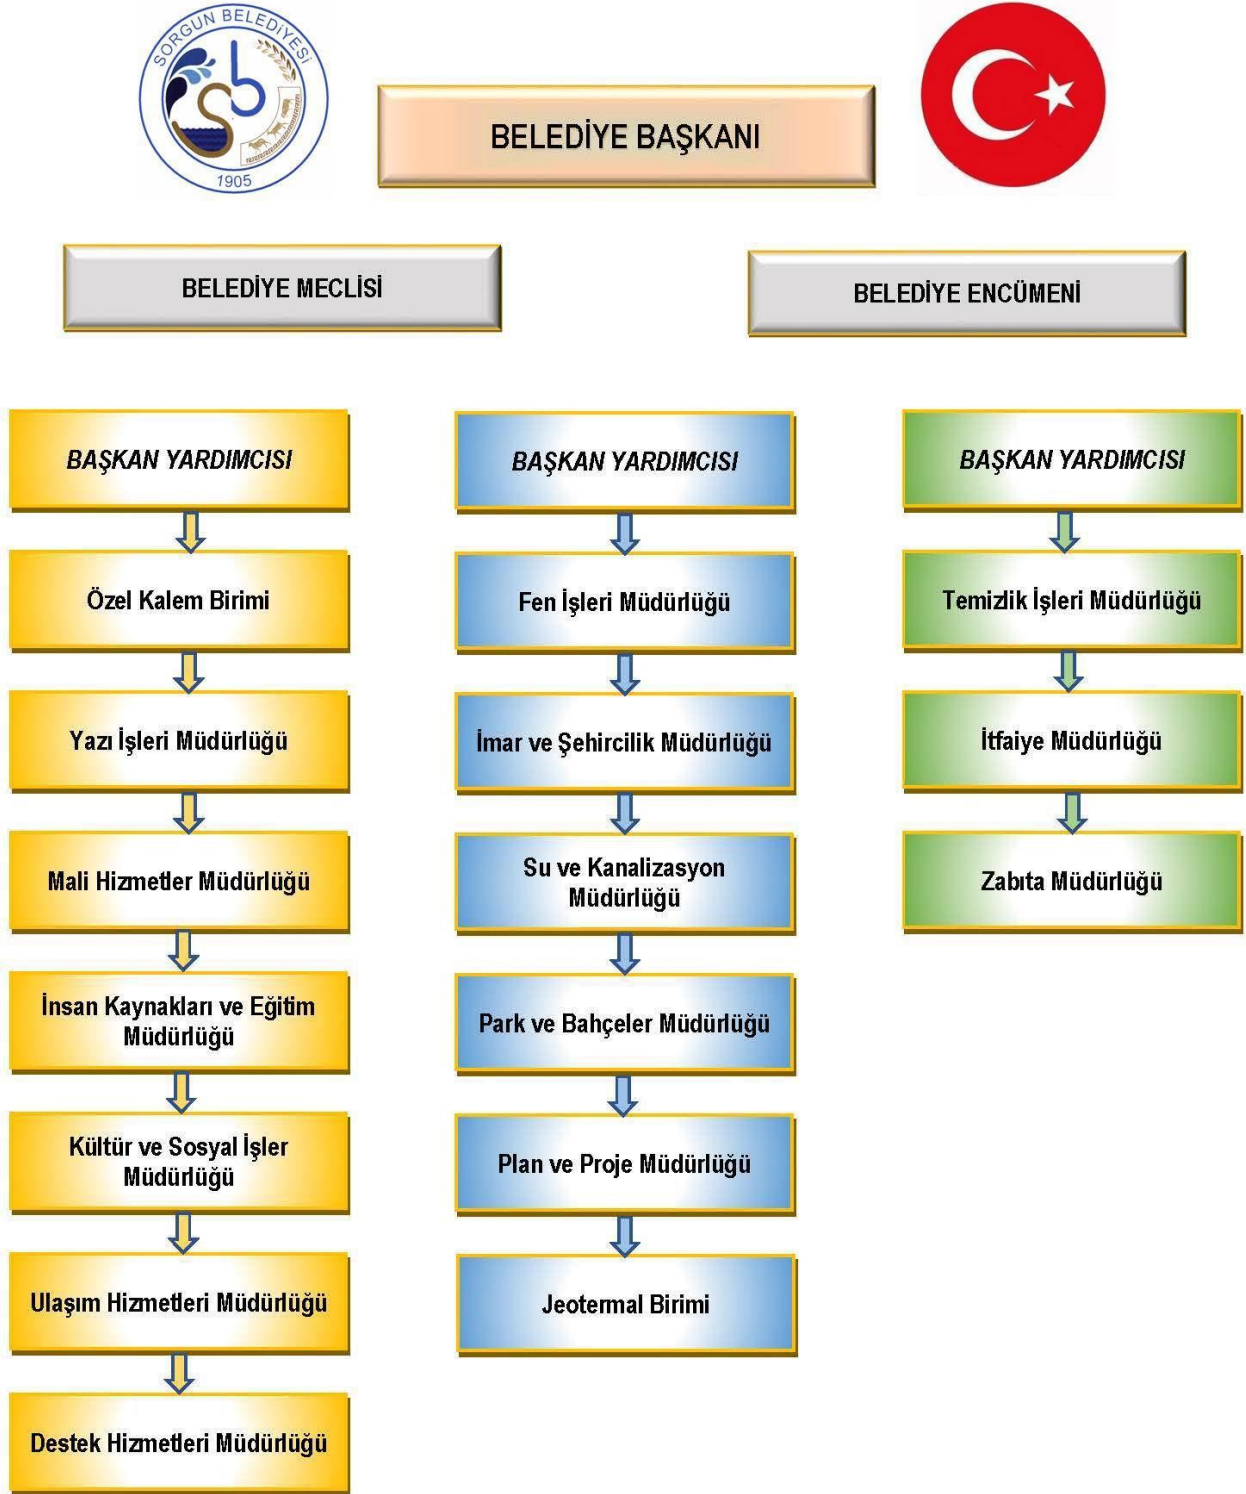 SORGUN BELEDİYESİ
1905
BELEDİYE BAŞKANI
BELEDİYE MECLİSİ
BELEDİYE ENCÜMENİ
BAŞKAN YARDIMCISI
Özel Kalem Birimi
Yazı İşleri Müdürlüğü
Mali Hizmetler Müdürlüğü
İnsan Kaynakları ve Eğitim
Müdürlüğü
Kültür ve Sosyal İşler
Müdürlüğü
Ulaşım Hizmetleri Müdürlüğü
Destek Hizmetleri Müdürlüğü
BAŞKAN YARDIMCISI
Fen İşleri Müdürlüğü
İmar ve Şehircilik Müdürlüğü
Su ve Kanalizasyon
Müdürlüğü
Park ve Bahçeler Müdürlüğü
Plan ve Proje Müdürlüğü
Jeotermal Birimi
BAŞKAN YARDIMCISI
Temizlik İşleri Müdürlüğü
İtfaiye Müdürlüğü
Zabıta Müdürlüğü